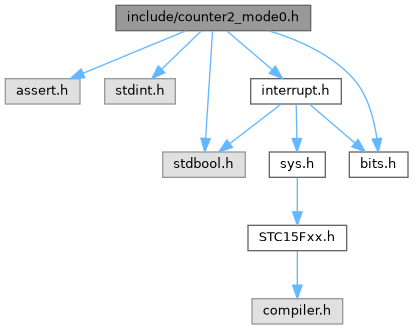 include/counter2_mode0.h
assert.h
stdint.h
interrupt.h
stdbool.h
sys.h
bits.h
STC15Fxx.h
compiler.h